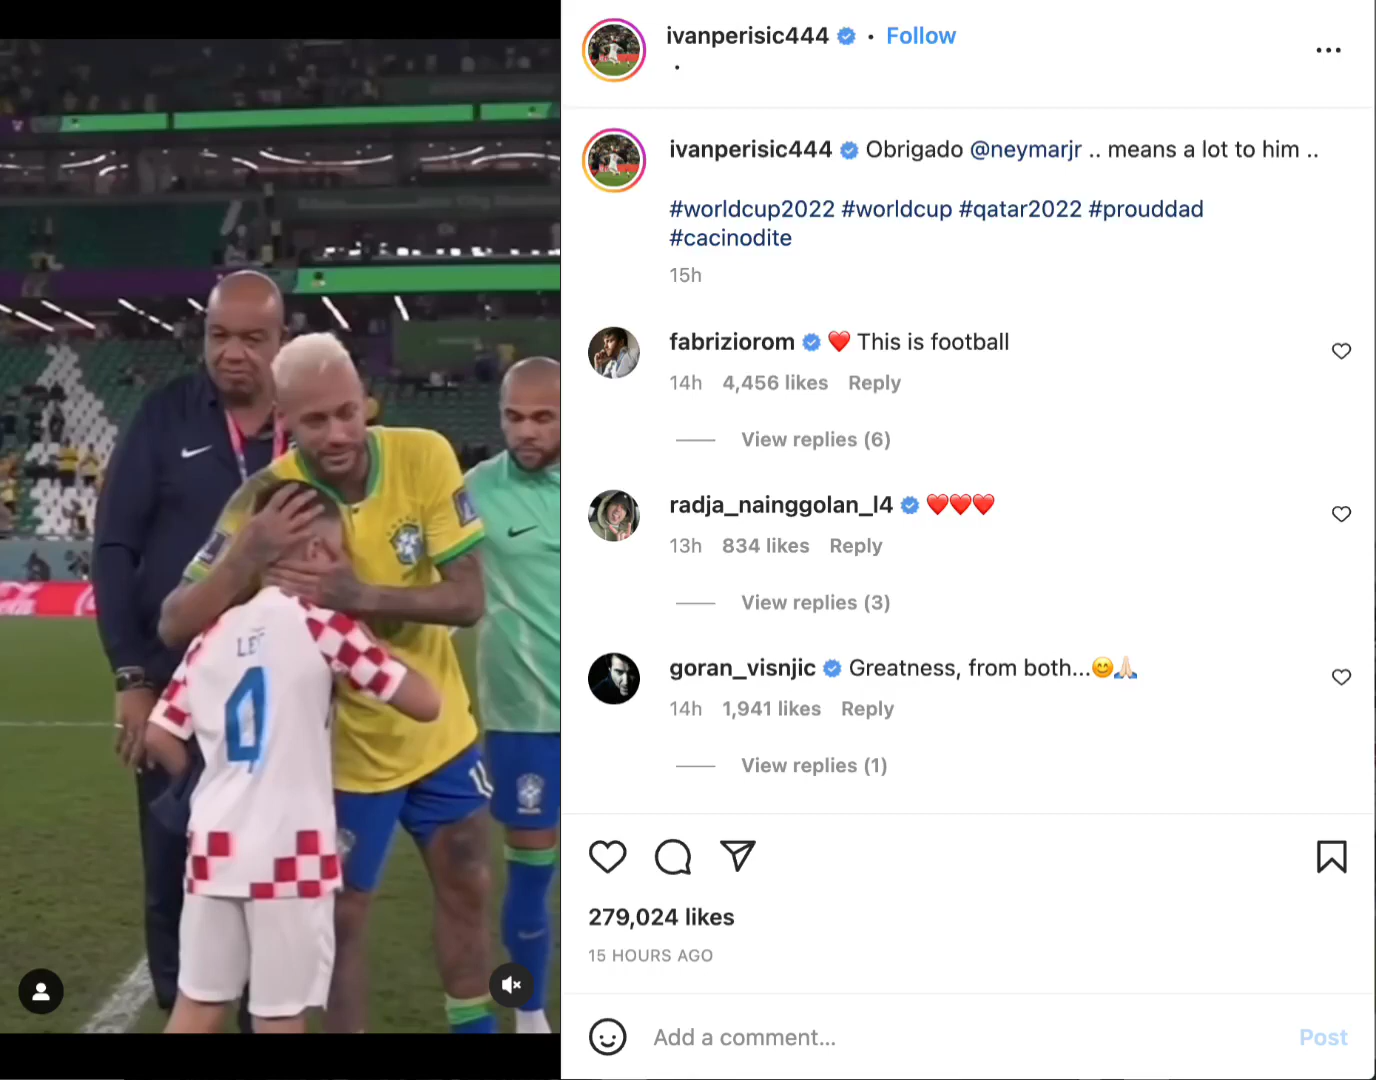 ivanperisic444 • Follow
•
ivanperisic444 Obrigado @neymarjr .. means a lot to him ..
#worldcup2022 #worldcup #qatar2022 #prouddad
#cacinodite
15h
fabriziorom ❤️ This is football
14h 4,456 likes Reply
View replies (6)
radja_nainggolan_l4 ❤️❤️❤️
13h 834 likes Reply
View replies (3)
goran_visnjic Greatness, from both...😊🙏🏻
14h 1,941 likes Reply
View replies (1)
279,024 likes
15 HOURS AGO
Add a comment... Post
4